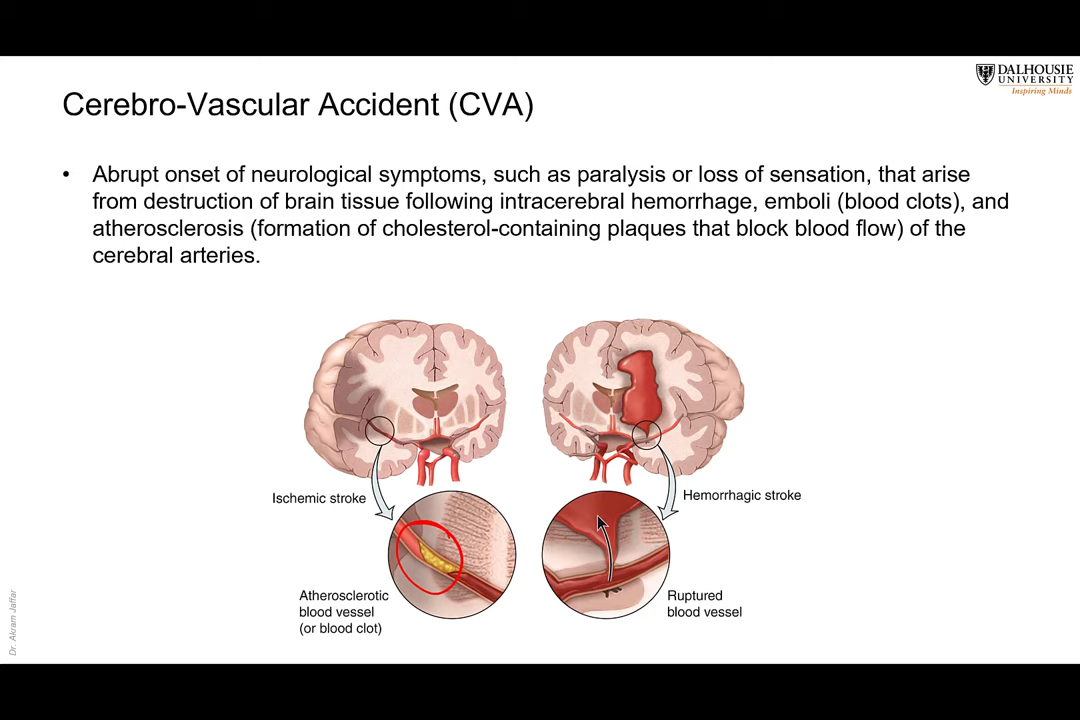 DALHOUSIE
UNIVERSITY
Inspiring Minds
Cerebro-Vascular Accident (CVA)
• Abrupt onset of neurological symptoms, such as paralysis or loss of sensation, that arise
from destruction of brain tissue following intracerebral hemorrhage, emboli (blood clots), and
atherosclerosis (formation of cholesterol-containing plaques that block blood flow) of the
cerebral arteries.
Ischemic stroke
Hemorrhagic stroke
Atherosclerotic
blood vessel
(or blood clot)
Ruptured
blood vessel
Dr. Akram Jaffar